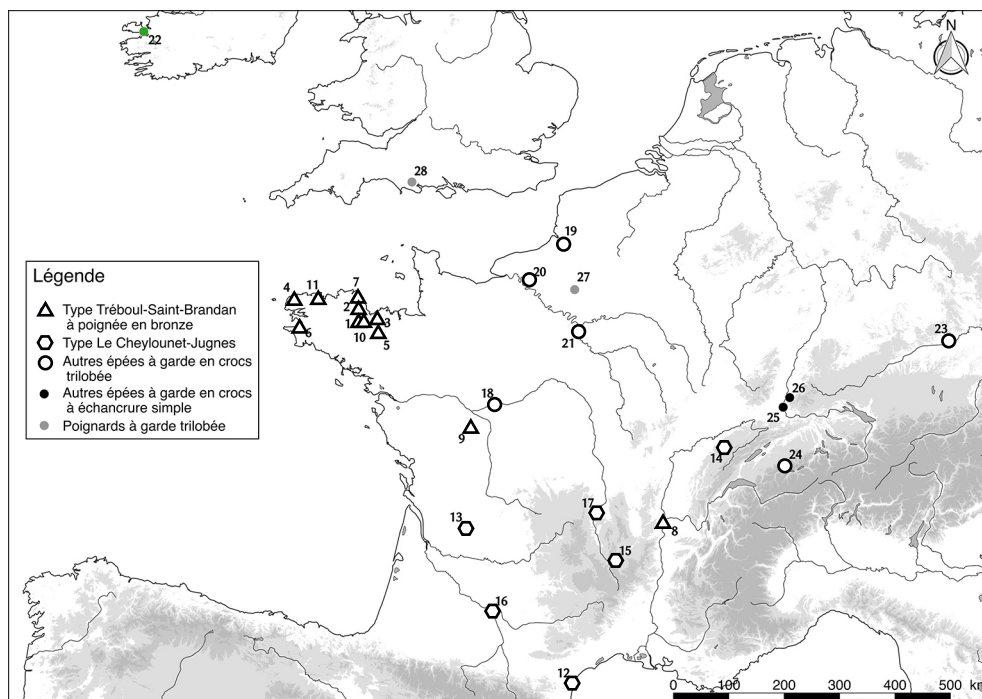 N
22
28
19
20
27
21
4
11
7
2
1
3
6
10
5
Légende
Type Tréboul-Saint-Brandan
à poignée en bronze
Type Le Cheylounet-Jugnes
Autres épées à garde en crocs
trilobée
Autres épées à garde en crocs
à échancrure simple
Poignards à garde trilobée
23
26
25
18
9
14
24
13
17
8
15
16
12
0 100 200 300 400 500 km